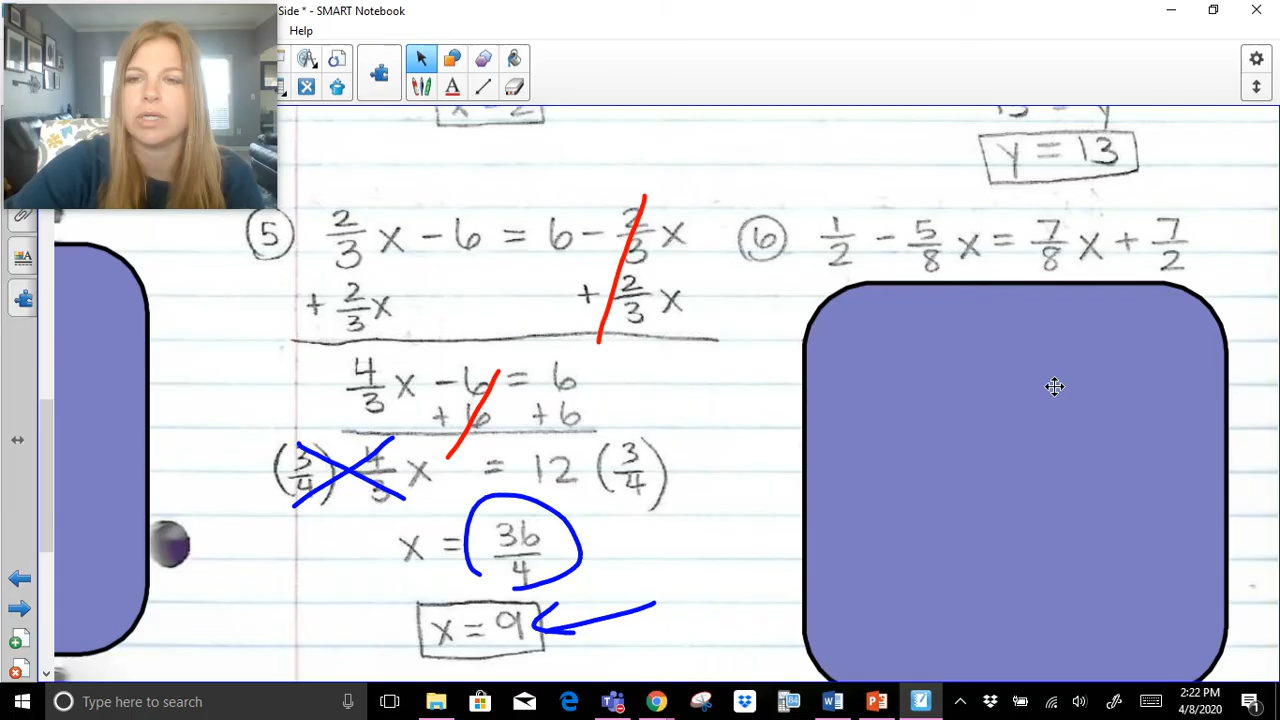 Side * - SMART Notebook
Help
y = 13
5 2/3 x - 6 = 6 - 2/3 x
+ 2/3 x + 2/3 x
4/3 x - 6 = 6
+ 6 + 6
(3/4) 4/3 x = 12 (3/4)
x = 36/4
x = 9
6 1/2 - 5/8 x = 7/8 x + 7/2
Type here to search
2:22 PM
4/8/2020